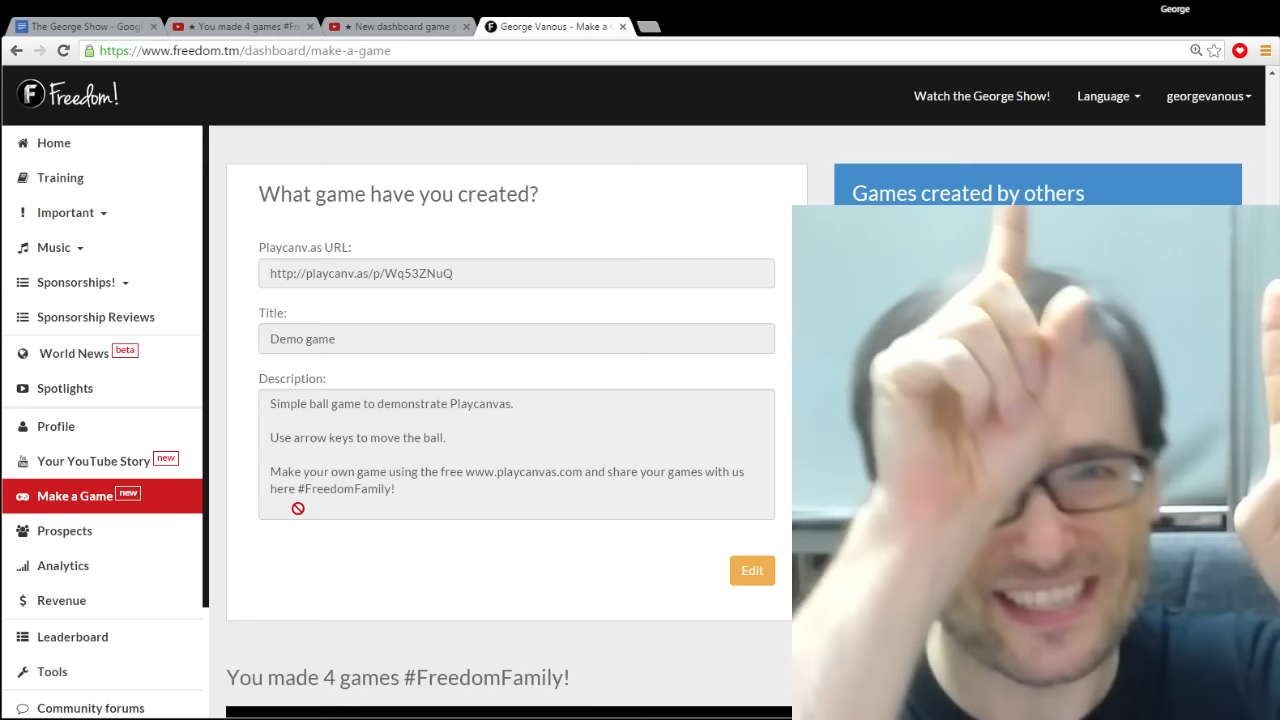 George
The George Show - Goog
★ You made 4 games #Fr
★ New dashboard game p
George Vanous - Make a
https://www.freedom.tm/dashboard/make-a-game
F Freedom!
Watch the George Show!
Language
georgevanous
Home
Training
Important
Music
Sponsorships!
Sponsorship Reviews
World News beta
Spotlights
Profile
Your YouTube Story new
Make a Game new
Prospects
Analytics
Revenue
Leaderboard
Tools
Community forums
What game have you created?
Playcanv.as URL:
http://playcanv.as/p/Wq53ZNuQ
Title:
Demo game
Description:
Simple ball game to demonstrate Playcanvas.
Use arrow keys to move the ball.
Make your own game using the free www.playcanvas.com and share your games with us
here #FreedomFamily!
Edit
You made 4 games #FreedomFamily!
Games created by others